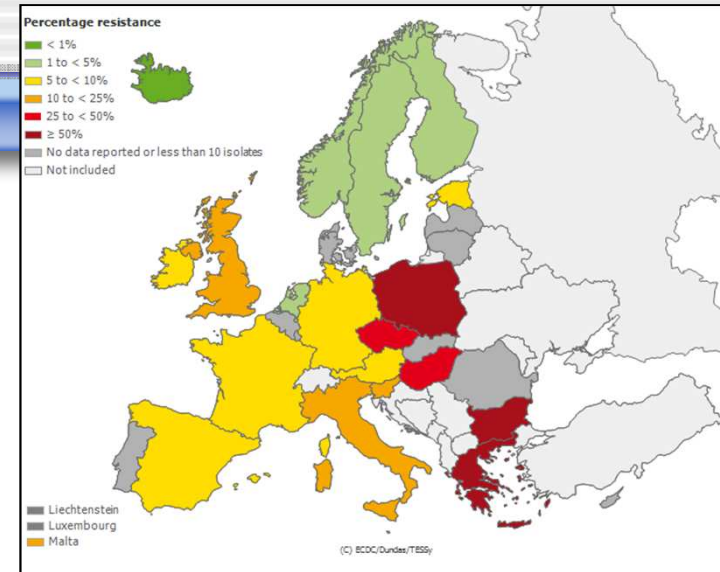 Percentage resistance
< 1%
1 to < 5%
5 to < 10%
10 to < 25%
25 to < 50%
≥ 50%
No data reported or less than 10 isolates
Not included
Liechtenstein
Luxembourg
Malta
(C) ECDC/Dundas/TESSy